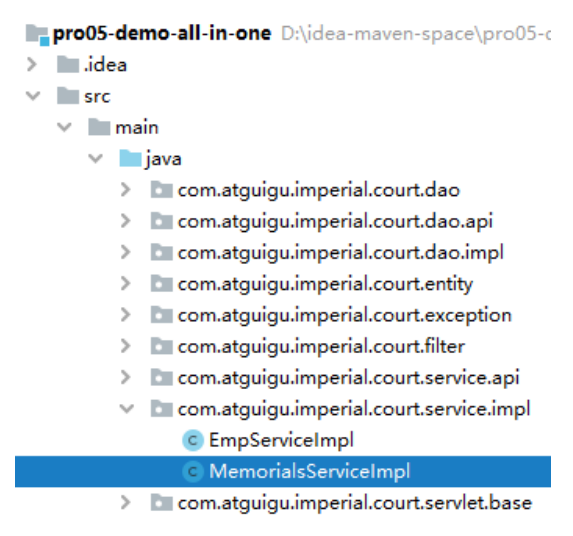 pro05-demo-all-in-one D:\idea-maven-space\pro05-
.idea
src
main
java
com.atguigu.imperial.court.dao
com.atguigu.imperial.court.dao.api
com.atguigu.imperial.court.dao.impl
com.atguigu.imperial.court.entity
com.atguigu.imperial.court.exception
com.atguigu.imperial.court.filter
com.atguigu.imperial.court.service.api
com.atguigu.imperial.court.service.impl
EmpServiceImpl
MemorialsServiceImpl
com.atguigu.imperial.court.servlet.base